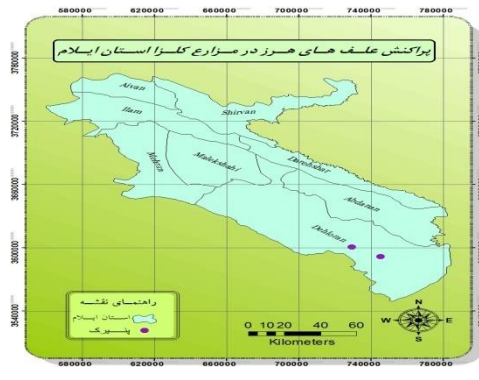 580000 620000 660000 700000 740000 780000
پراکنش علف های هرز در مزارع کلزا استان ایلام
3760000
3720000
3680000
3600000
3540000
Aivan
Ilam
Shirvan
Mehran
Malekshahi
Darehshar
Abdanan
Dehloran
راهنمای نقشه
استان ایلام
پنیرک
0 10 20 40 60
Kilometers
N
W E
S
580000 620000 660000 700000 740000 780000